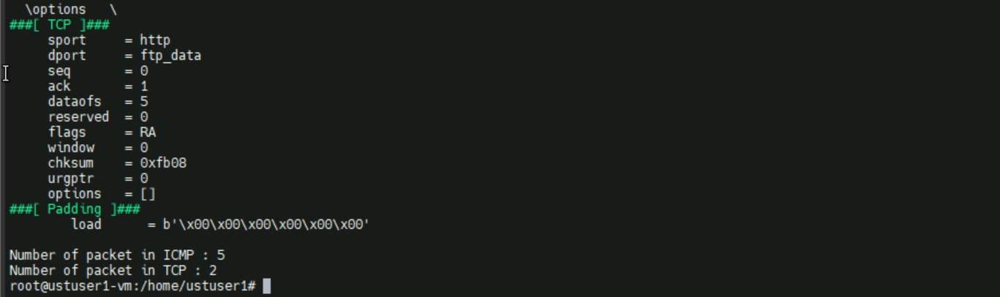 \options   \
###[ TCP ]###
sport     = http
dport     = ftp_data
seq       = 0
ack       = 1
dataofs   = 5
reserved  = 0
flags     = RA
window    = 0
chksum    = 0xfb08
urgptr    = 0
options   = []
###[ Padding ]###
load      = b'\x00\x00\x00\x00\x00\x00'
Number of packet in ICMP : 5
Number of packet in TCP : 2
root@ustuser1-vm:/home/ustuser1#